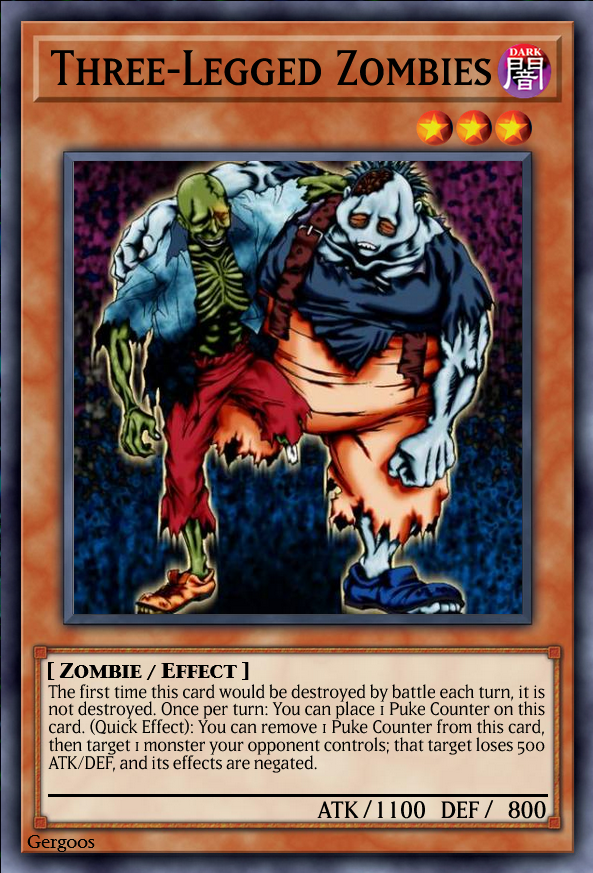 Three-Legged Zombies
DARK
闇
[ Zombie / Effect ]
The first time this card would be destroyed by battle each turn, it is
not destroyed. Once per turn: You can place 1 Puke Counter on this
card. (Quick Effect): You can remove 1 Puke Counter from this card,
then target 1 monster your opponent controls; that target loses 500
ATK/DEF, and its effects are negated.
ATK/1100 DEF/ 800
Gergoos